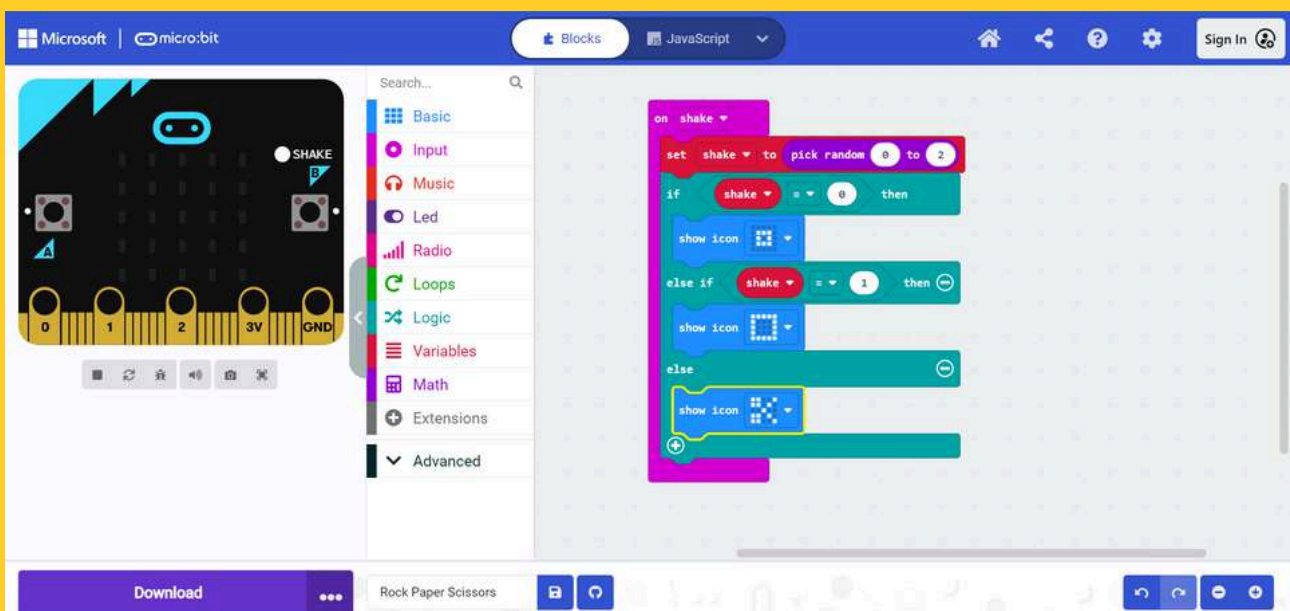 Microsoft | micro:bit
Blocks
JavaScript
Sign In
SHAKE
B
A
0 1 2 3V GND
Search...
Basic
Input
Music
Led
Radio
Loops
Logic
Variables
Math
Extensions
Advanced
on shake
set shake to pick random 0 to 2
if shake = 0 then
show icon
else if shake = 1 then
show icon
else
show icon
Download
Rock Paper Scissors